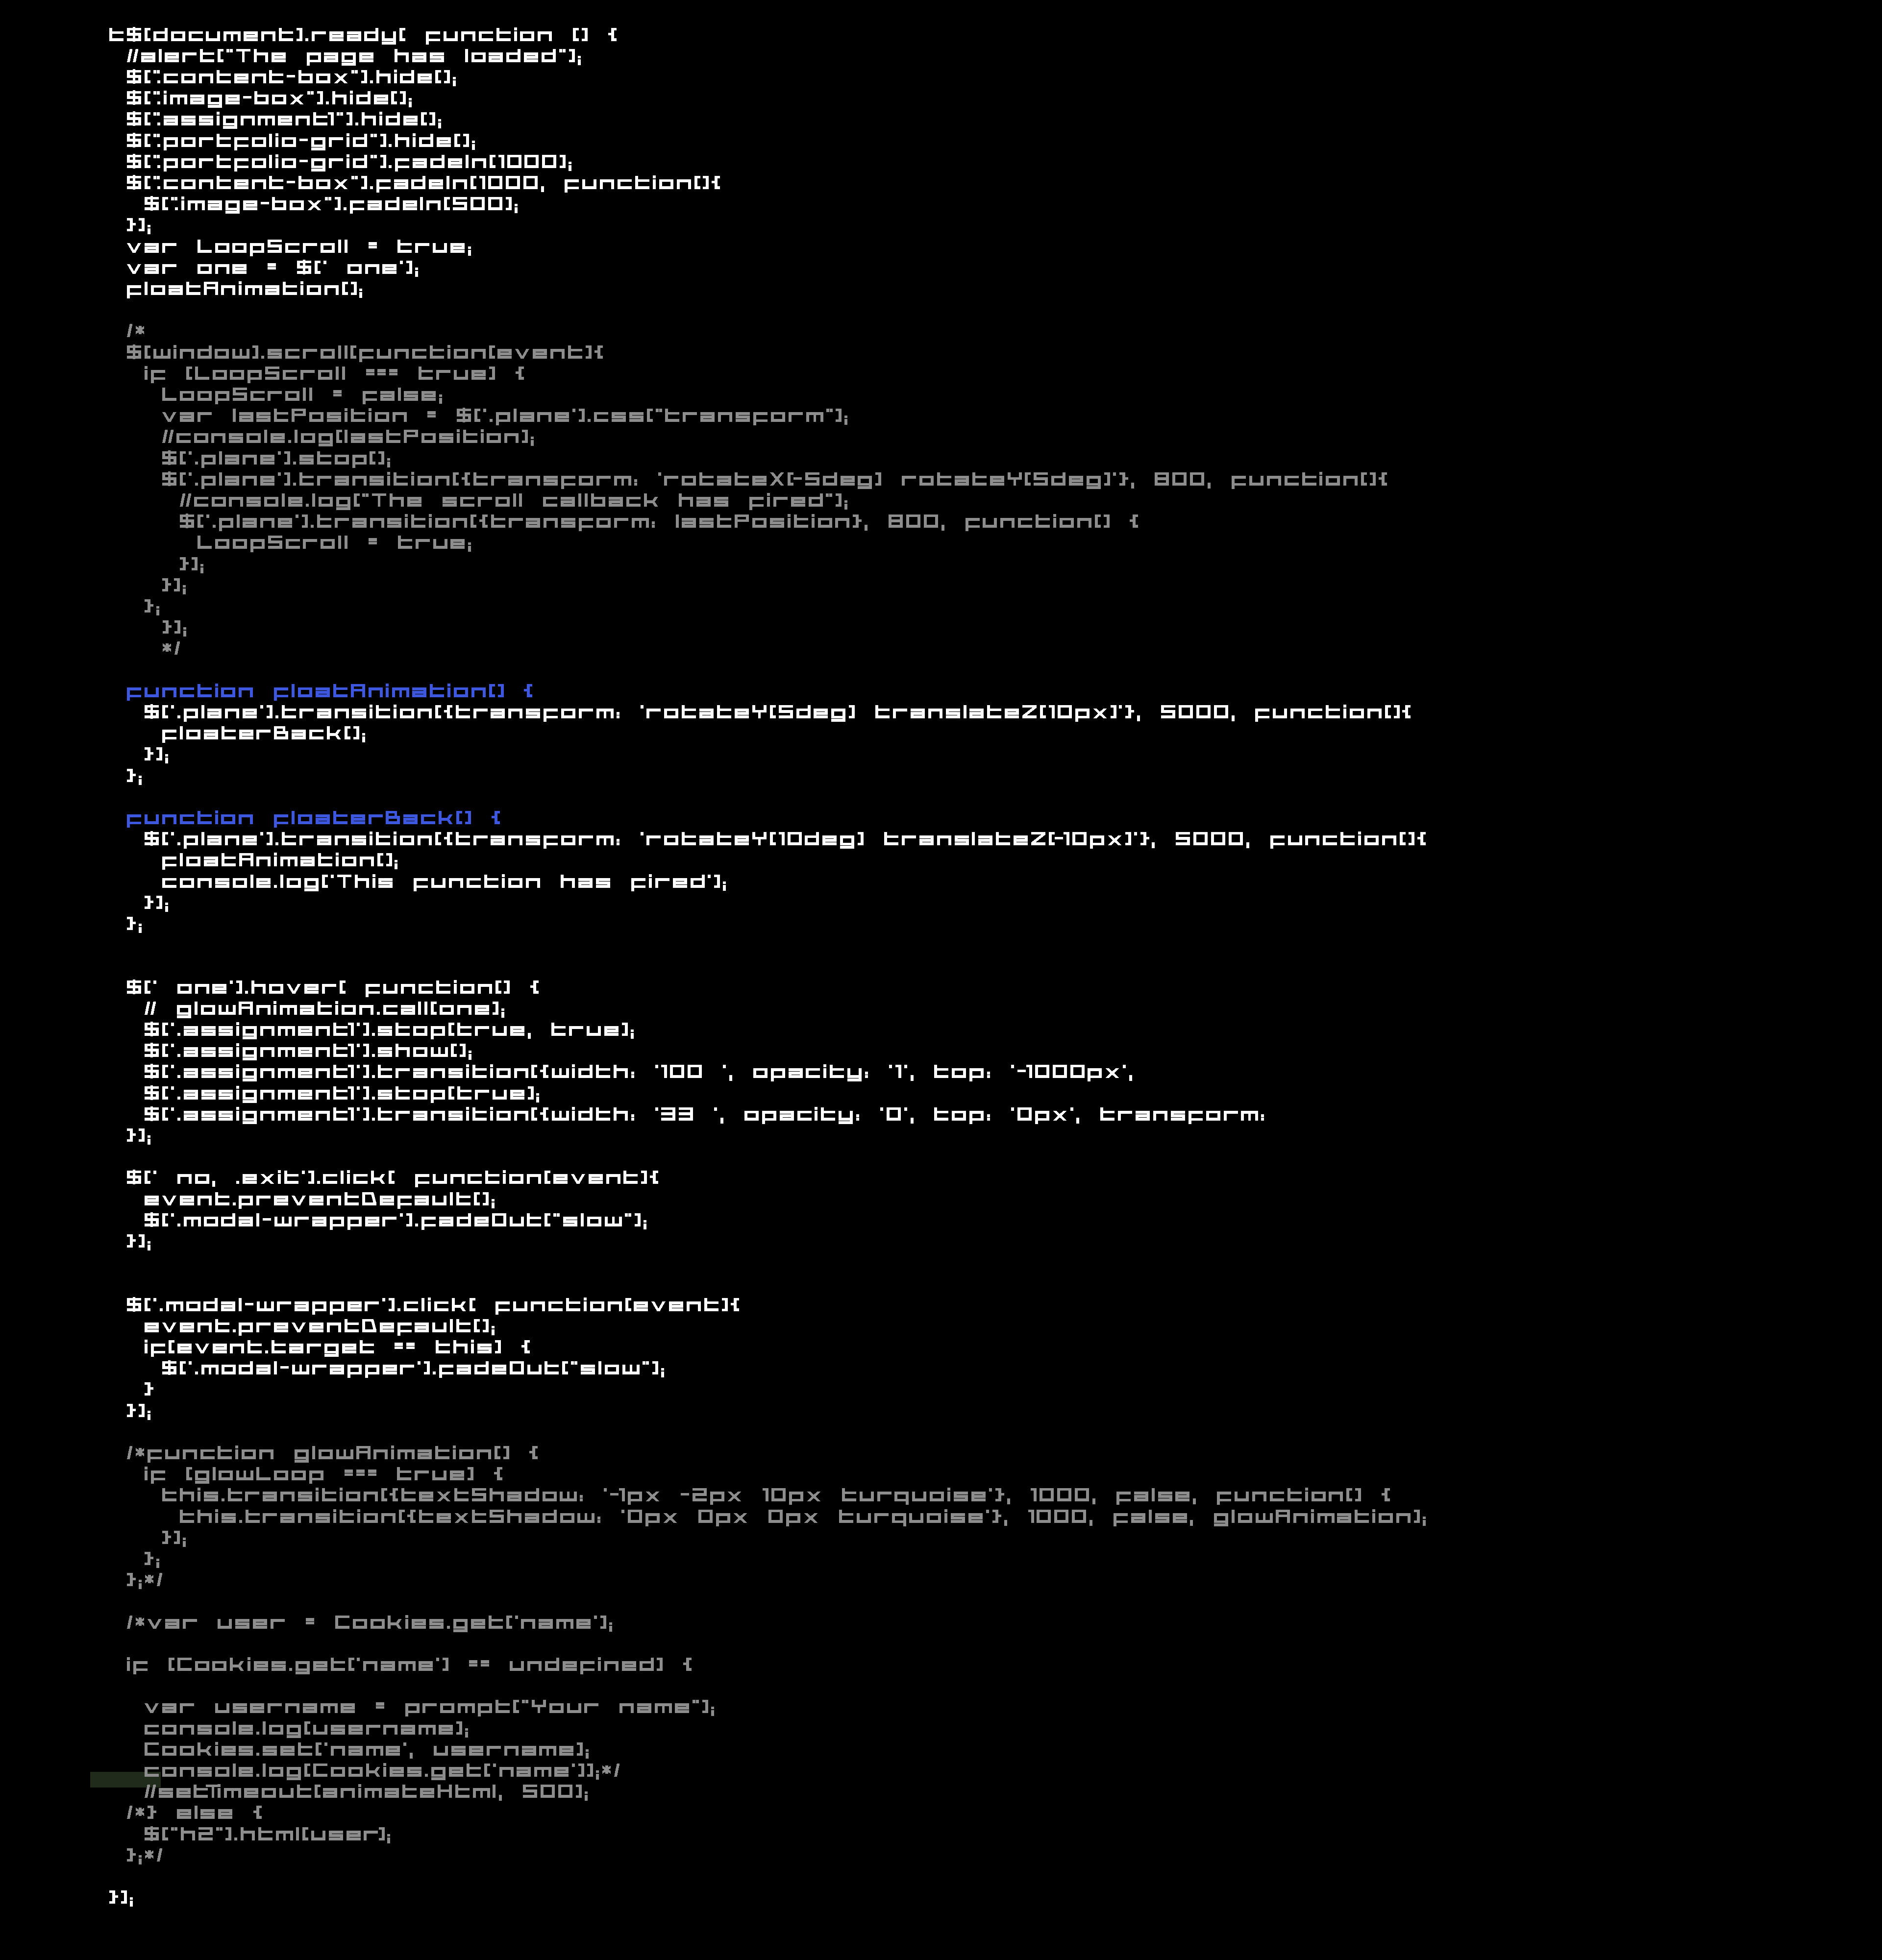 t$(document).ready( function () {
//alert("The page has loaded");
$(".content-box").hide();
$(".image-box").hide();
$(".assignment1").hide();
$(".portfolio-grid").hide();
$(".portfolio-grid").fadeIn(1000);
$(".content-box").fadeIn(1000, function(){
$(".image-box").fadeIn(500);
});
var LoopScroll = true;
var one = $(' one');
floatAnimation();
/*
$(window).scroll(function(event){
if (LoopScroll === true) {
LoopScroll = false;
var lastPosition = $('.plane').css("transform");
//console.log(lastPosition);
$('.plane').stop();
$('.plane').transition({transform: 'rotateX(-5deg) rotateY(5deg)'}, 800, function(){
//console.log("The scroll callback has fired");
$('.plane').transition({transform: lastPosition}, 800, function() {
LoopScroll = true;
});
});
};
});
*/
function floatAnimation() {
$('.plane').transition({transform: 'rotateY(5deg) translateZ(10px)'}, 5000, function(){
floaterBack();
});
};
function floaterBack() {
$('.plane').transition({transform: 'rotateY(10deg) translateZ(-10px)'}, 5000, function(){
floatAnimation();
console.log('This function has fired');
});
};
$(' one').hover( function() {
// glowAnimation.call(one);
$('.assignment1').stop(true, true);
$('.assignment1').show();
$('.assignment1').transition({width: '100 ', opacity: '1', top: '-1000px',
$('.assignment1').stop(true);
$('.assignment1').transition({width: '33 ', opacity: '0', top: '0px', transform:
});
$(' no, .exit').click( function(event){
event.preventDefault();
$('.modal-wrapper').fadeOut("slow");
});
$('.modal-wrapper').click( function(event){
event.preventDefault();
if(event.target == this) {
$('.modal-wrapper').fadeOut("slow");
}
});
/*function glowAnimation() {
if (glowLoop === true) {
this.transition({textShadow: '-1px -2px 10px turquoise'}, 1000, false, function() {
this.transition({textShadow: '0px 0px 0px turquoise'}, 1000, false, glowAnimation);
});
};
};*/
/*var user = Cookies.get('name');
if (Cookies.get('name') == undefined) {
var username = prompt("Your name");
console.log(username);
Cookies.set('name', username);
console.log(Cookies.get('name'));*/
//setTimeout(animateHtml, 500);
/*} else {
$("h2").html(user);
};*/
});